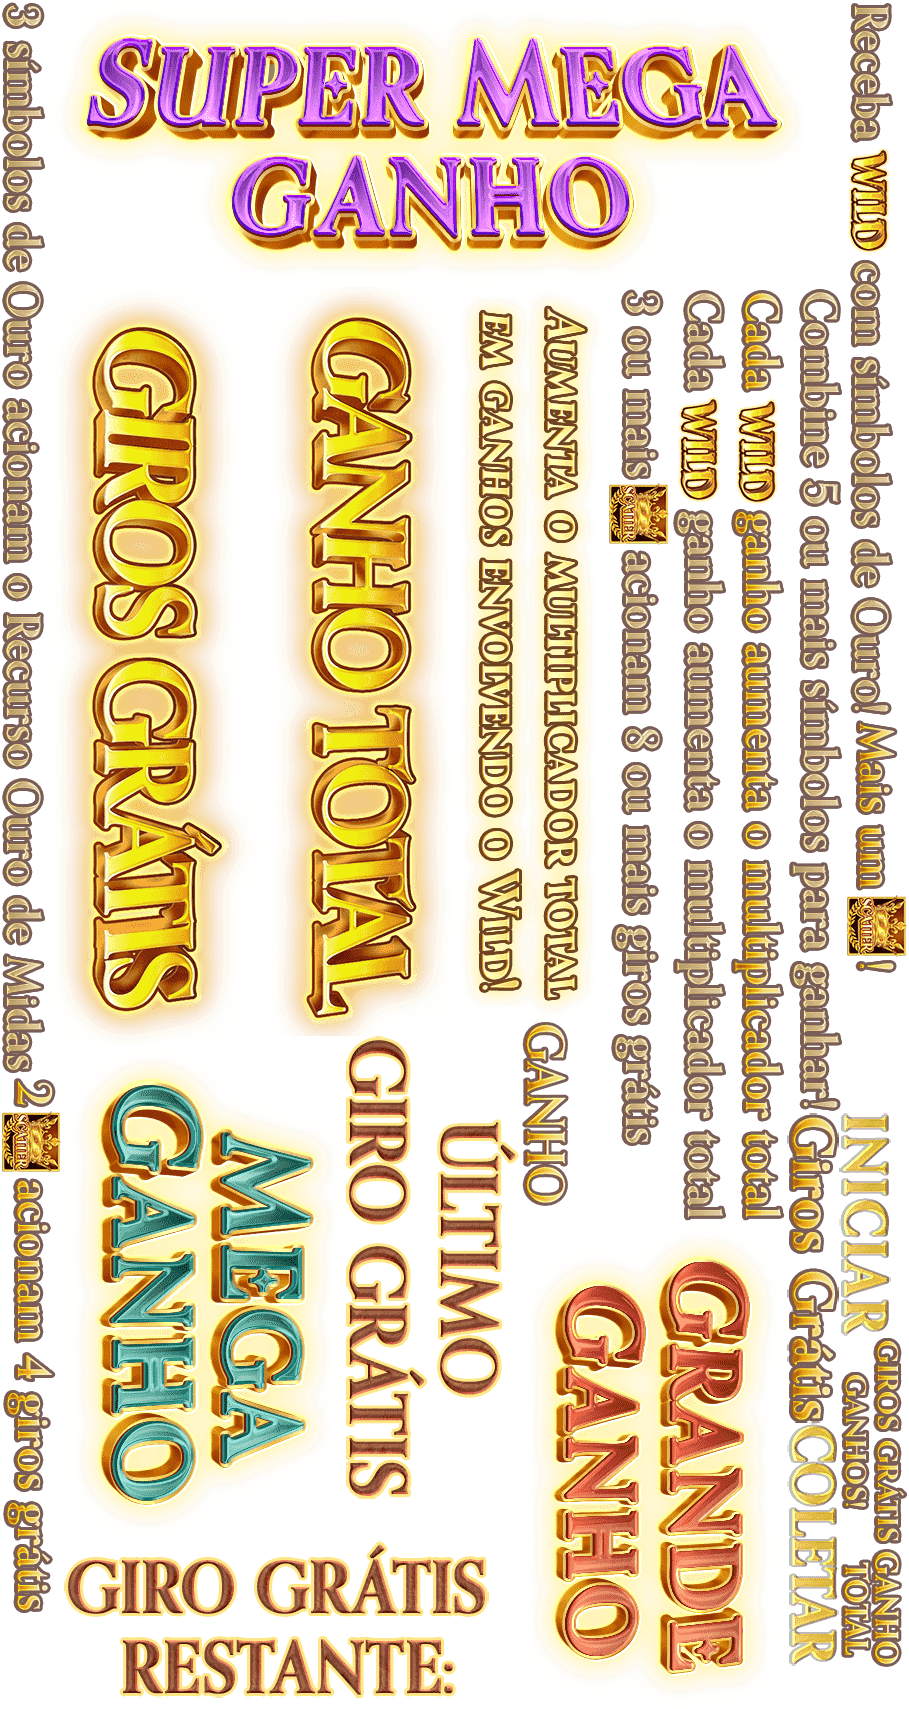 SUPER MEGA
GANHO
Receba WILD com símbolos de Ouro! Mais um SCATTER !
Combine 5 ou mais símbolos para ganhar!
Cada WILD ganho aumenta o multiplicador total
Cada WILD ganho aumenta o multiplicador total
3 ou mais SCATTER acionam 8 ou mais giros grátis
AUMENTA O MULTIPLICADOR TOTAL
EM GANHOS ENVOLVENDO O WILD!
GANHO TOTAL
GIROS GRÁTIS
3 símbolos de Ouro acionam o Recurso Ouro de Midas 2 SCATTER acionam 4 giros grátis
INICIAR
Giros Grátis
COLETAR
GIROS GRÁTIS
GANHOS!
GANHO
TOTAL
GANHO
ÚLTIMO
GIRO GRÁTIS
MEGA
GANHO
GRANDE
GANHO
GIRO GRÁTIS
RESTANTE: